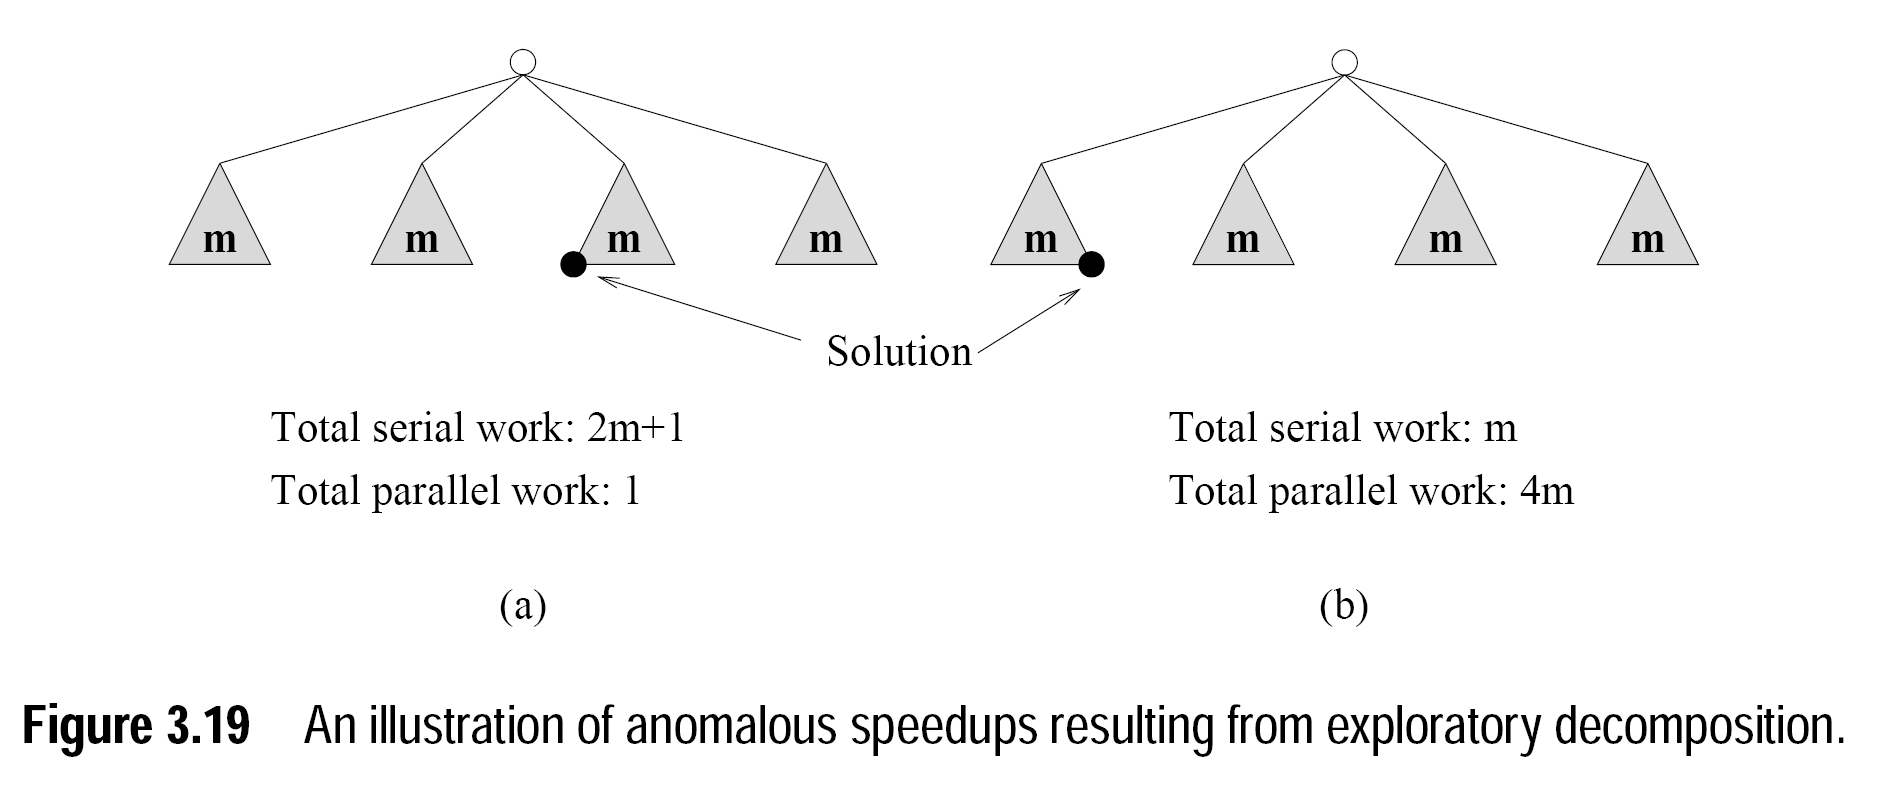 m m m m m m m m
Solution
Total serial work: 2m+1
Total parallel work: 1
(a)
Total serial work: m
Total parallel work: 4m
(b)
Figure 3.19 An illustration of anomalous speedups resulting from exploratory decomposition.